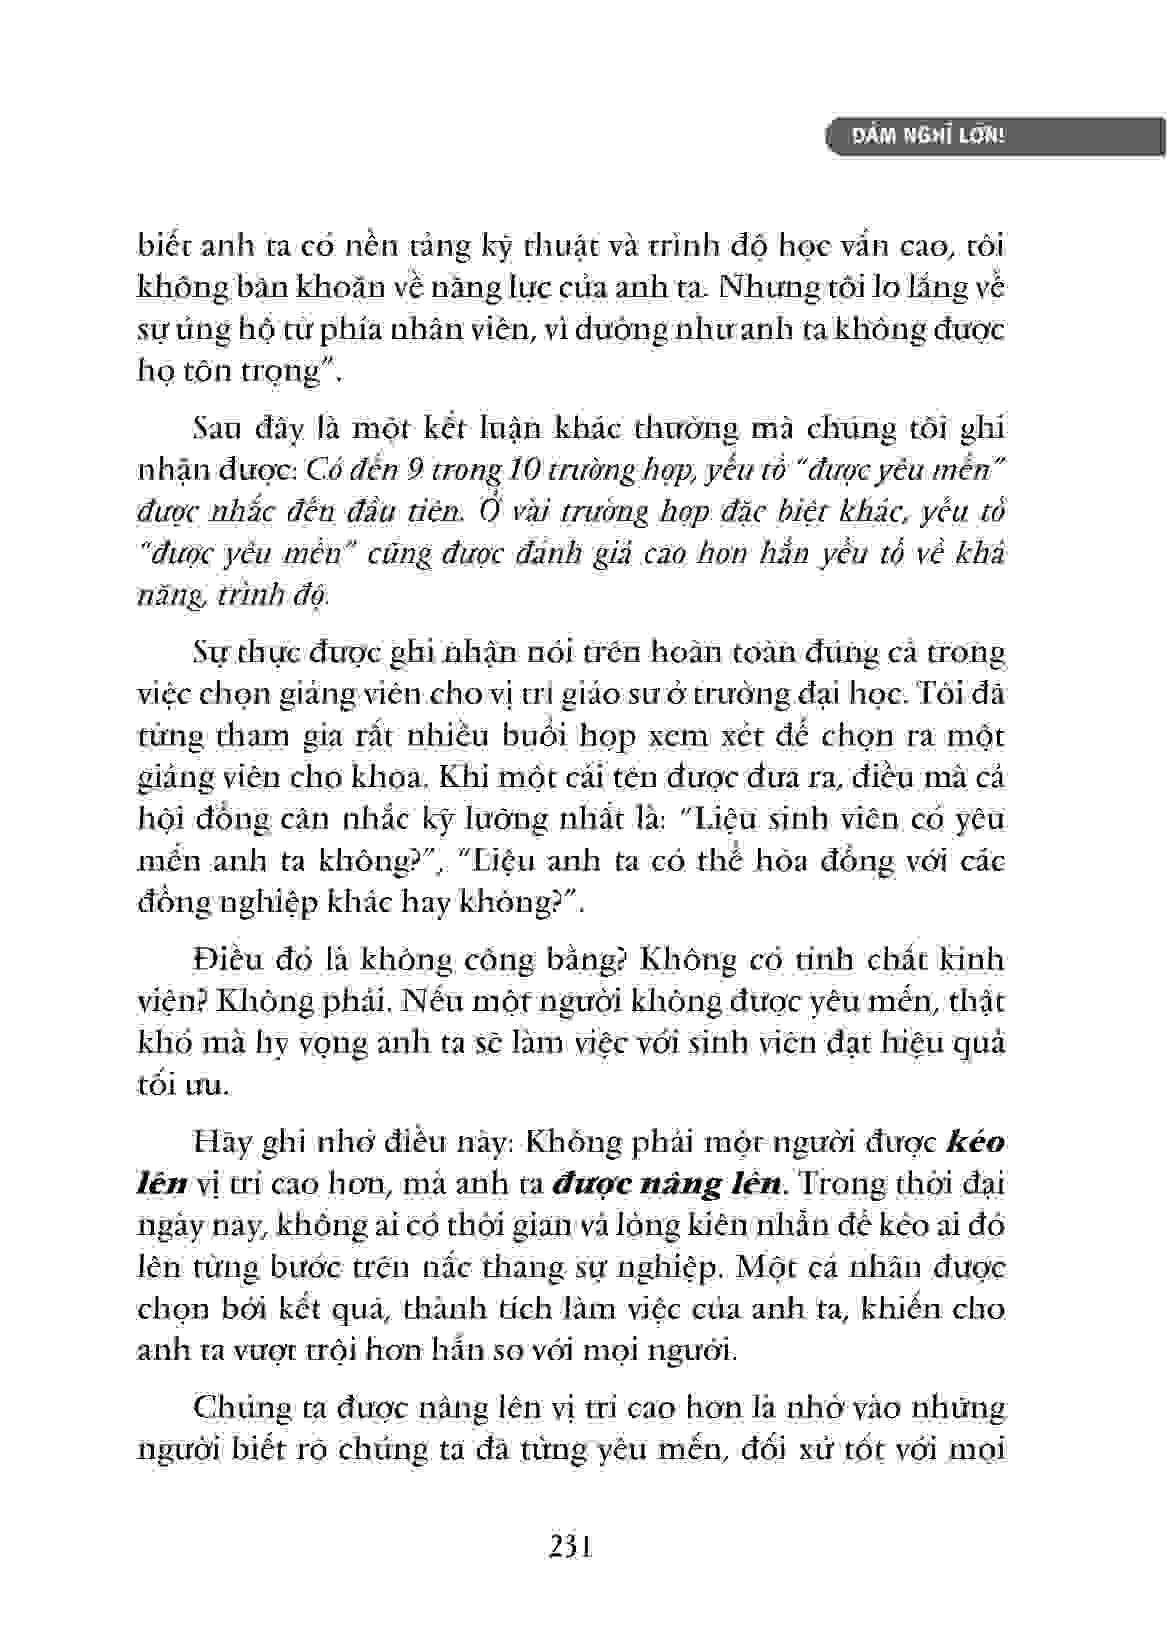 DÁM NGHĨ LỚN!
biết anh ta có nền tảng kỹ thuật và trình độ học vấn cao, tôi
không băn khoăn về năng lực của anh ta. Nhưng tôi lo lắng về
sự ủng hộ từ phía nhân viên, vì dường như anh ta không được
họ tôn trọng”.
Sau đây là một kết luận khác thường mà chúng tôi ghi
nhận được: Có đến 9 trong 10 trường hợp, yếu tố “được yêu mến”
được nhắc đến đầu tiên. Ở vài trường hợp đặc biệt khác, yếu tố
“được yêu mến” cũng được đánh giá cao hơn hẳn yếu tố về khả
năng, trình độ.
Sự thực được ghi nhận nói trên hoàn toàn đúng cả trong
việc chọn giảng viên cho vị trí giáo sư ở trường đại học. Tôi đã
từng tham gia rất nhiều buổi họp xem xét để chọn ra một
giảng viên cho khoa. Khi một cái tên được đưa ra, điều mà cả
hội đồng cân nhắc kỹ lưỡng nhất là: “Liệu sinh viên có yêu
mến anh ta không?”, “Liệu anh ta có thể hòa đồng với các
đồng nghiệp khác hay không?”.
Điều đó là không công bằng? Không có tính chất kinh
viện? Không phải. Nếu một người không được yêu mến, thật
khó mà hy vọng anh ta sẽ làm việc với sinh viên đạt hiệu quả
tối ưu.
Hãy ghi nhớ điều này: Không phải một người được kéo
lên vị trí cao hơn, mà anh ta được nâng lên. Trong thời đại
ngày nay, không ai có thời gian và lòng kiên nhẫn để kéo ai đó
lên từng bước trên nấc thang sự nghiệp. Một cá nhân được
chọn bởi kết quả, thành tích làm việc của anh ta, khiến cho
anh ta vượt trội hơn hẳn so với mọi người.
Chúng ta được nâng lên vị trí cao hơn là nhờ vào những
người biết rõ chúng ta đã từng yêu mến, đối xử tốt với mọi
231